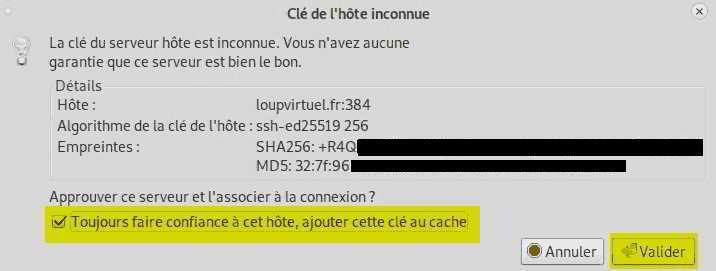 Clé de l'hôte inconnue
La clé du serveur hôte est inconnue. Vous n'avez aucune
garantie que ce serveur est bien le bon.
Détails
Hôte : loupvirtuel.fr:384
Algorithme de la clé de l'hôte : ssh-ed25519 256
Empreintes : SHA256: +R4Q
MD5: 32:7f:96
Approuver ce serveur et l'associer à la connexion ?
Toujours faire confiance à cet hôte, ajouter cette clé au cache
Annuler Valider